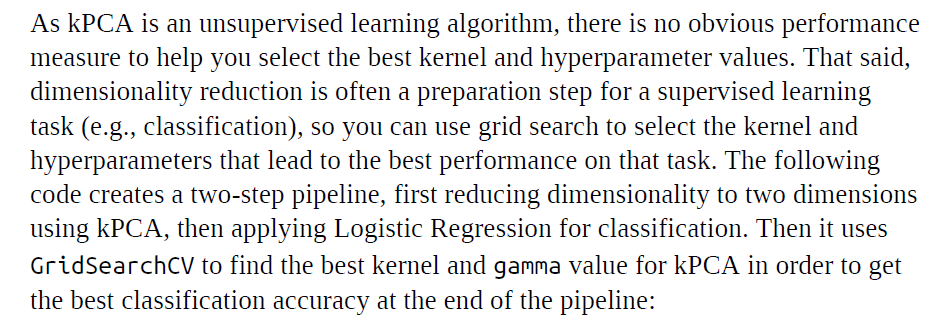 As kPCA is an unsupervised learning algorithm, there is no obvious performance
measure to help you select the best kernel and hyperparameter values. That said,
dimensionality reduction is often a preparation step for a supervised learning
task (e.g., classification), so you can use grid search to select the kernel and
hyperparameters that lead to the best performance on that task. The following
code creates a two-step pipeline, first reducing dimensionality to two dimensions
using kPCA, then applying Logistic Regression for classification. Then it uses
GridSearchCV to find the best kernel and gamma value for kPCA in order to get
the best classification accuracy at the end of the pipeline: